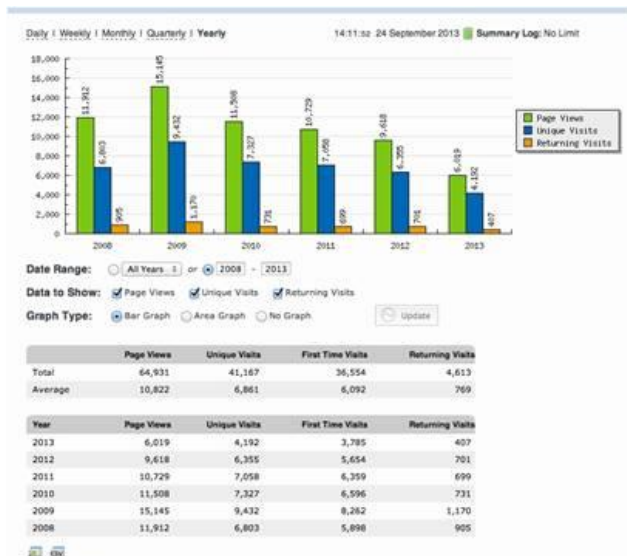 Daily | Weekly | Monthly | Quarterly | Yearly 14:11:52 24 September 2013 Summary Log: No Limit
18,000
16,000
14,000
12,000
10,000
8,000
6,000
4,000
2,000
0
11,912 6,803 905
15,145 9,432 1,170
11,508 7,327 731
10,729 7,058 699
9,618 6,355 701
6,019 4,192 407
2008 2009 2010 2011 2012 2013
Page Views
Unique Visits
Returning Visits
Date Range: All Years or 2008 - 2013
Data to Show: Page Views Unique Visits Returning Visits
Graph Type: Bar Graph Area Graph No Graph Update
Page Views Unique Visits First Time Visits Returning Visits
Total 64,931 41,167 36,554 4,613
Average 10,822 6,861 6,092 769
Year Page Views Unique Visits First Time Visits Returning Visits
2013 6,019 4,192 3,785 407
2012 9,618 6,355 5,654 701
2011 10,729 7,058 6,359 699
2010 11,508 7,327 6,596 731
2009 15,145 9,432 8,262 1,170
2008 11,912 6,803 5,898 905